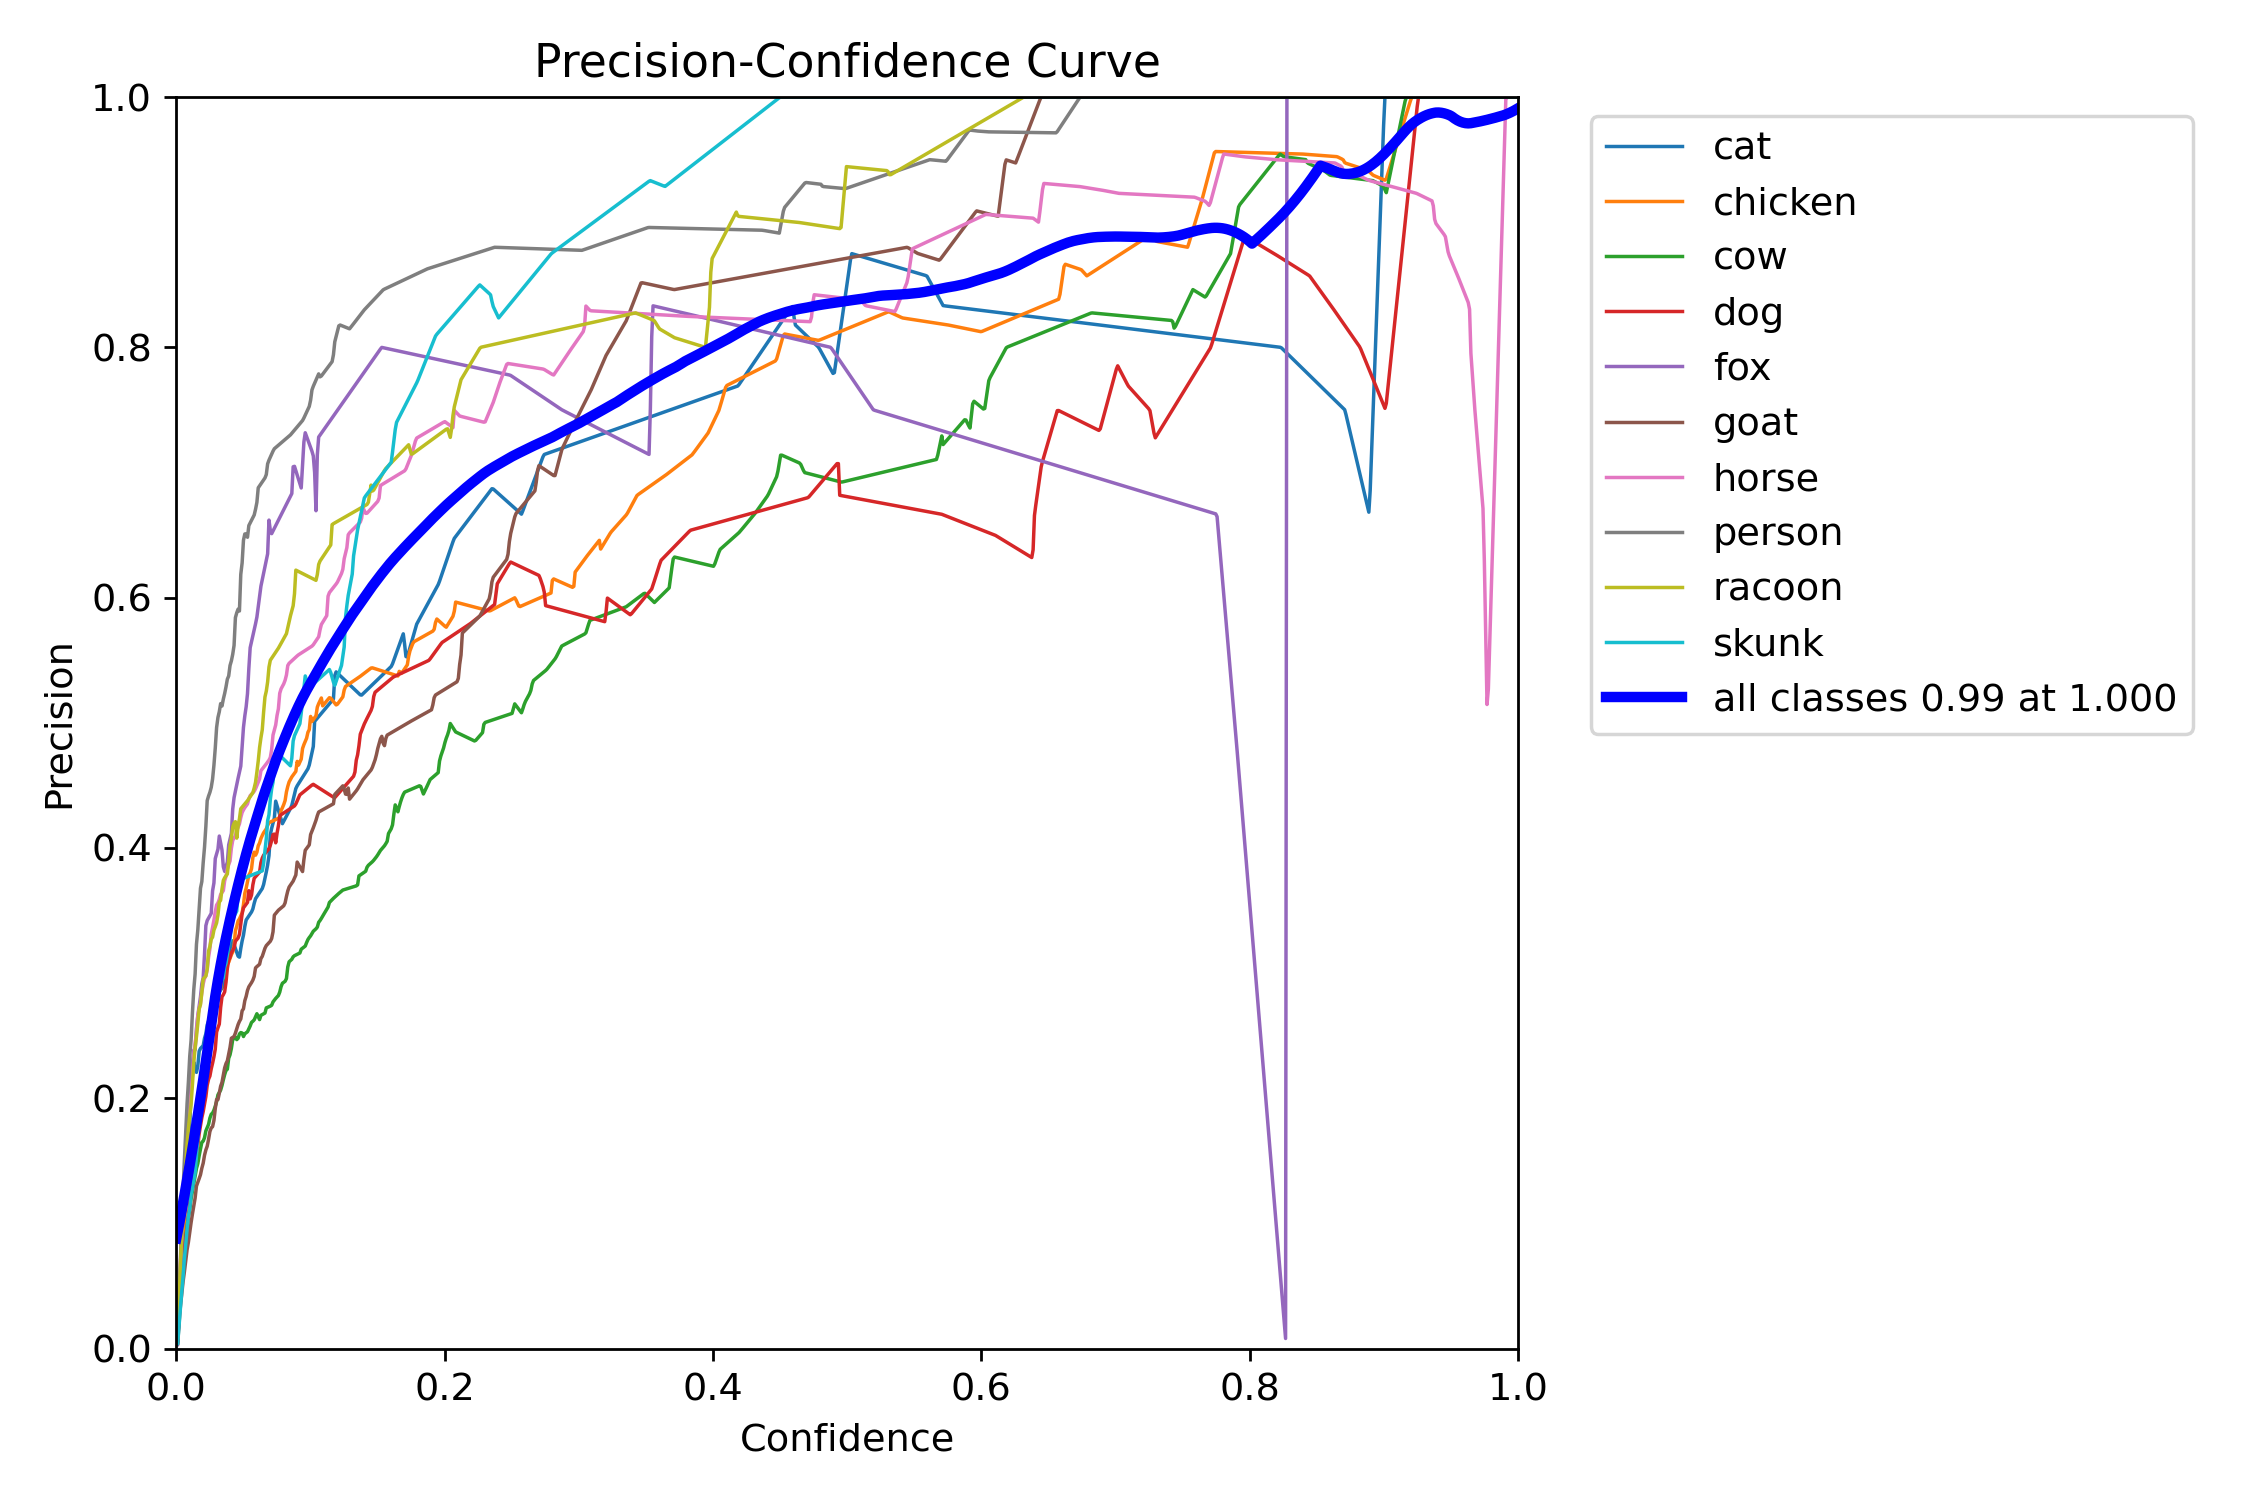 Precision-Confidence Curve
1.0
0.8
0.6
0.4
0.2
0.0
Precision
0.0 0.2 0.4 0.6 0.8 1.0
Confidence
cat
chicken
cow
dog
fox
goat
horse
person
racoon
skunk
all classes 0.99 at 1.000